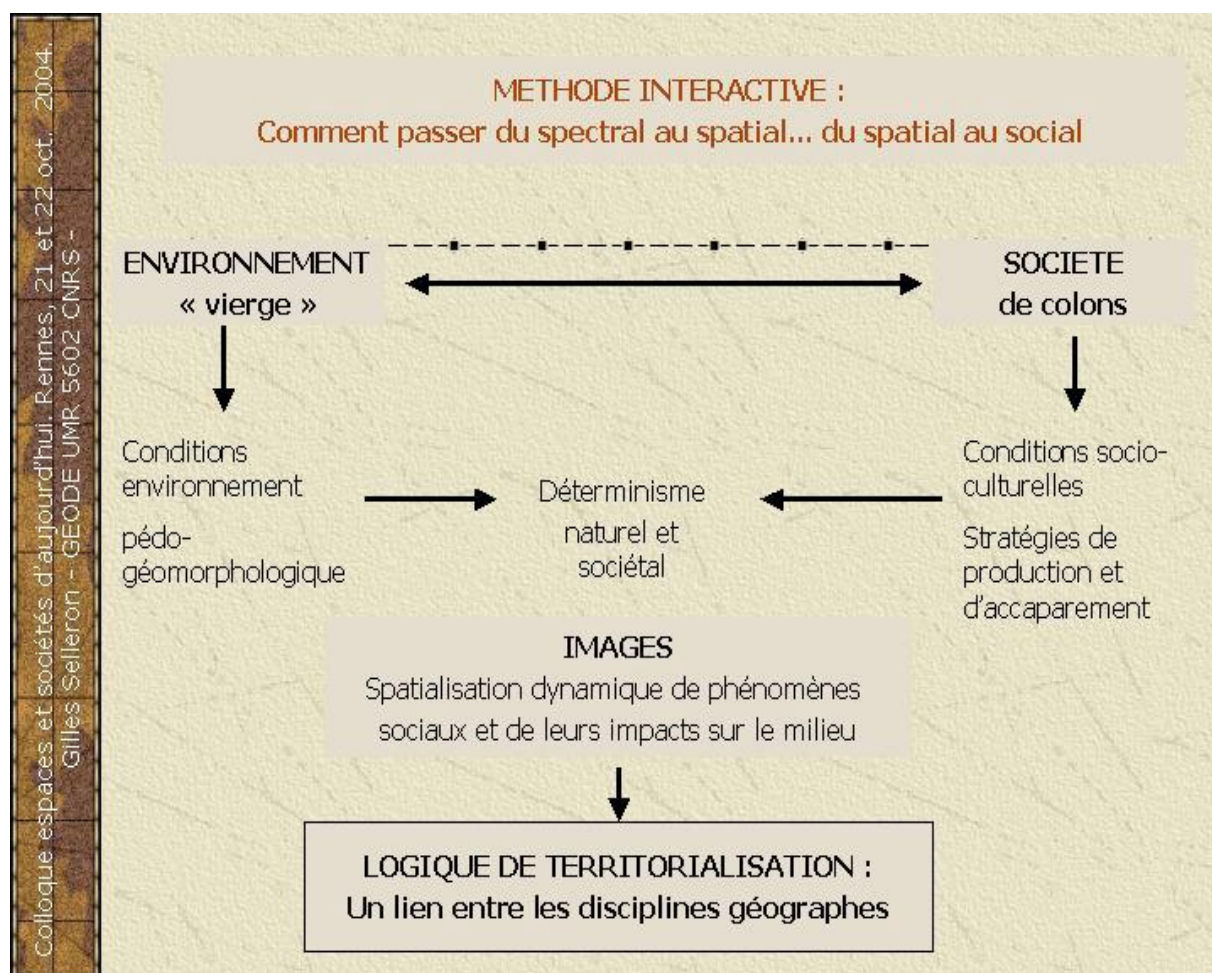 Colloque espaces et sociétés d'aujourd'hui. Rennes, 21 et 22 oct. 2004.
Gilles Selleron - GEODE UMR 5602 CNRS -
METHODE INTERACTIVE :
Comment passer du spectral au spatial... du spatial au social
ENVIRONNEMENT
« vierge »
SOCIETE
de colons
Conditions
environnement
pédo-
géomorphologique
Déterminisme
naturel et
sociétal
Conditions socio-
culturelles
Stratégies de
production et
d'accaparement
IMAGES
Spatialisation dynamique de phénomènes
sociaux et de leurs impacts sur le milieu
LOGIQUE DE TERRITORIALISATION :
Un lien entre les disciplines géographes